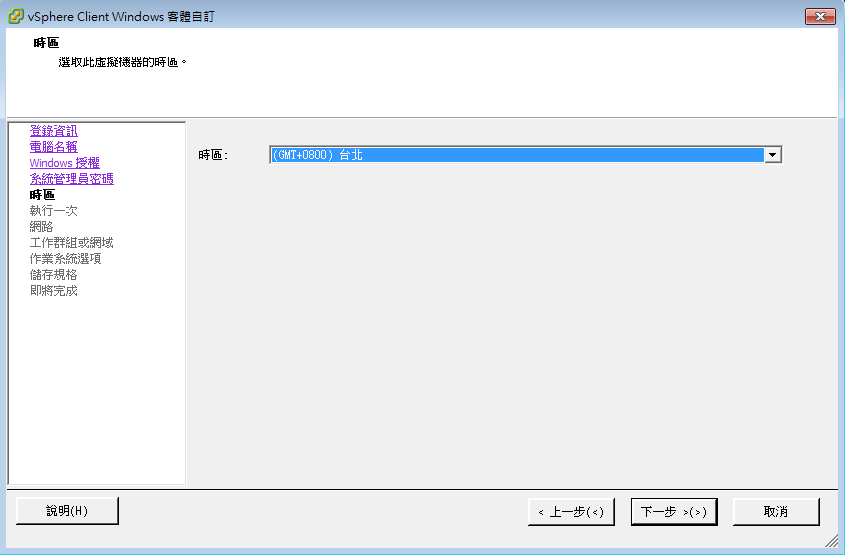 vSphere Client Windows 客體自訂
時區
選取此虛擬機器的時區。
登錄資訊
電腦名稱
Windows 授權
系統管理員密碼
時區
執行一次
網路
工作群組或網域
作業系統選項
儲存規格
即將完成
時區:
(GMT+0800) 台北
說明(H)
< 上一步(<)
下一步 >(>)
取消